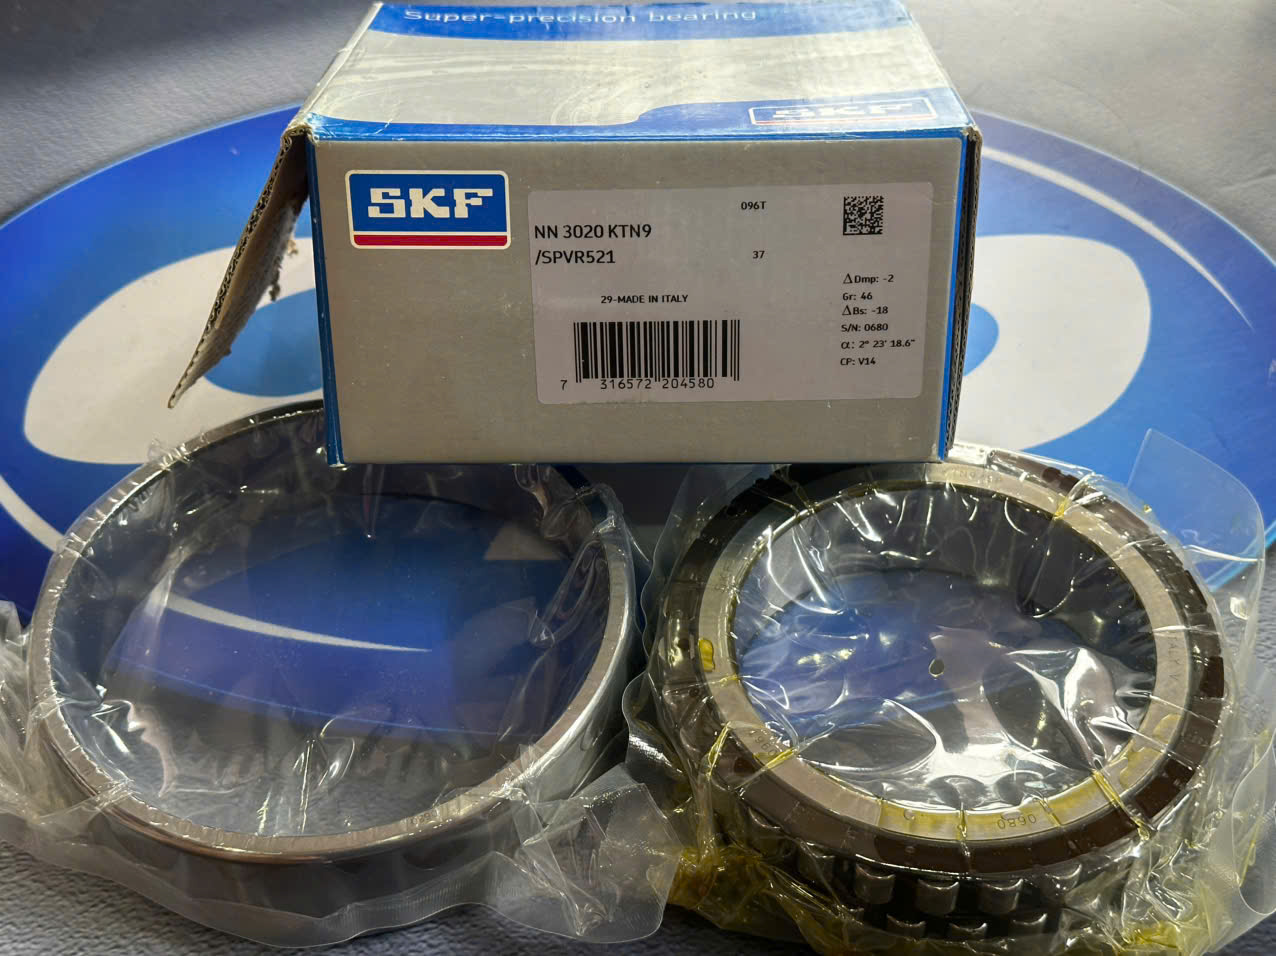 Super-precision bearing
SKF
SKF
096T
NN 3020 KTN9
/SPVR521
37
29-MADE IN ITALY
7 316572 204580
ΔDmp: -2
Gr: 46
ΔBs: -18
S/N: 0680
α: 2° 23' 18.6"
CP: V14
0680
ITALY